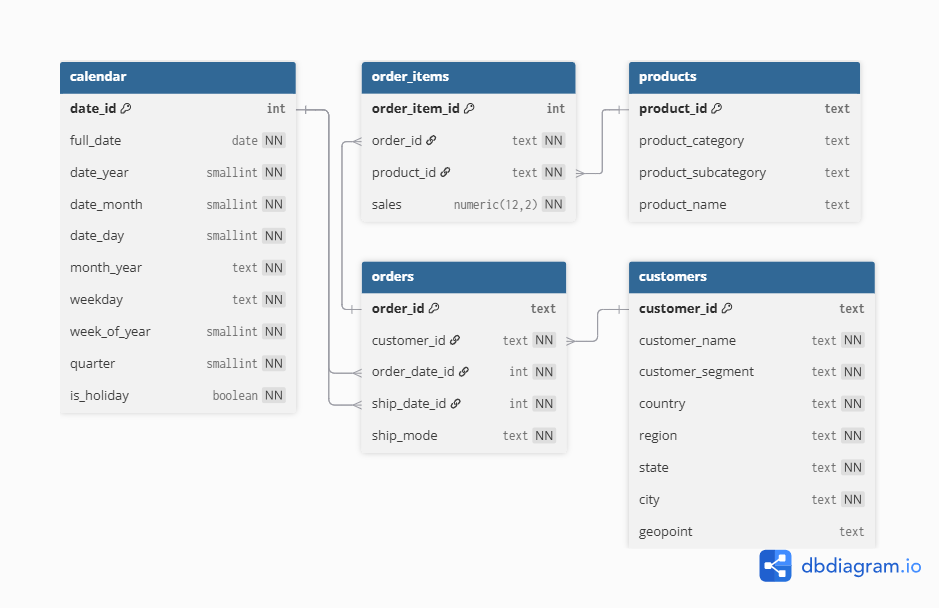 calendar
date_id int
full_date date NN
date_year smallint NN
date_month smallint NN
date_day smallint NN
month_year text NN
weekday text NN
week_of_year smallint NN
quarter smallint NN
is_holiday boolean NN
order_items
order_item_id int
order_id text NN
product_id text NN
sales numeric(12,2) NN
products
product_id text
product_category text
product_subcategory text
product_name text
orders
order_id text
customer_id text NN
order_date_id int NN
ship_date_id int NN
ship_mode text NN
customers
customer_id text
customer_name text NN
customer_segment text NN
country text NN
region text NN
state text NN
city text NN
geopoint text
dbdiagram.io